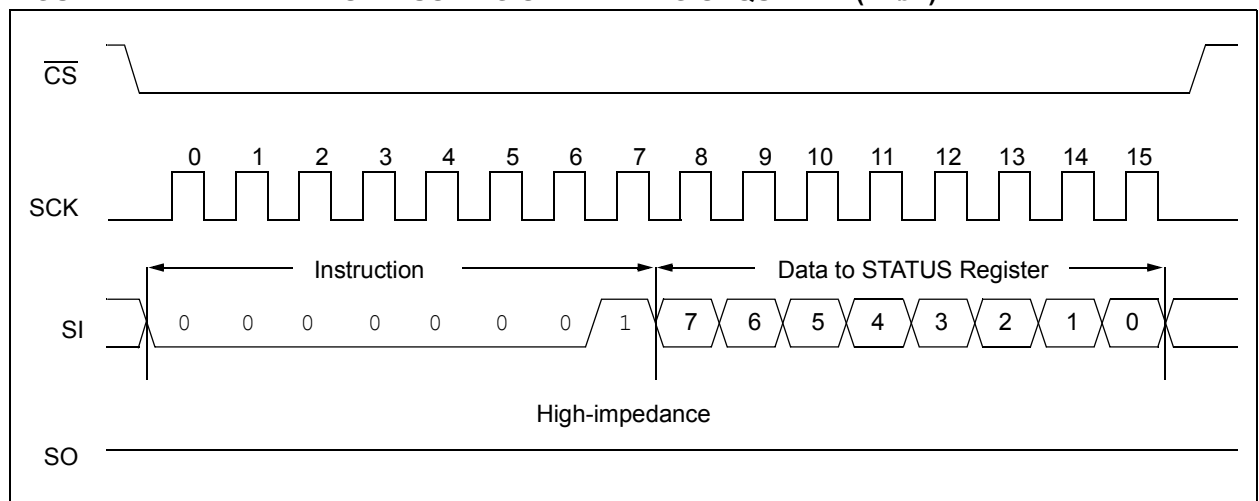 CS
0 1 2 3 4 5 6 7 8 9 10 11 12 13 14 15
SCK
Instruction Data to STATUS Register
SI 0 0 0 0 0 0 0 1 7 6 5 4 3 2 1 0
High-impedance
SO